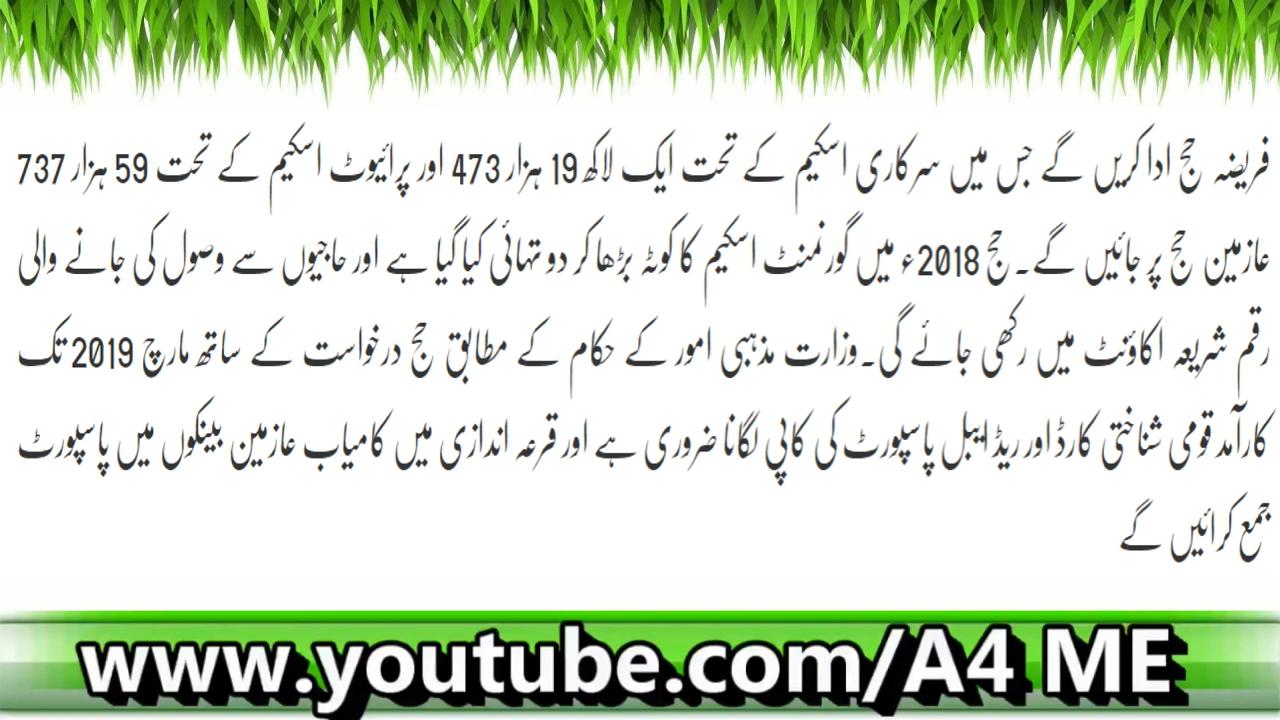 فریضہ حج ادا کریں گے جس میں سرکاری اسکیم کے تحت ایک لاکھ 19 ہزار 473 اور پرائیوٹ اسکیم کے تحت 59 ہزار 737
عازمین حج پر جائیں گے۔حج 2018ء میں گورنمنٹ اسکیم کا کوٹہ بڑھا کر دو تہائی کیا گیا ہے اور حاجیوں سے وصول کی جانے والی
رقم شریعہ اکاؤنٹ میں رکھی جائے گی۔وزارت مذہبی امور کے حکام کے مطابق حج درخواست کے ساتھ مارچ 2019 تک
کارآمد قومی شناختی کارڈ اور ریڈ ایبل پاسپورٹ کی کاپی لگانا ضروری ہے اور قرعہ اندازی میں کامیاب عازمین بینکوں میں پاسپورٹ
جمع کرائیں گے
www.youtube.com/A4 ME